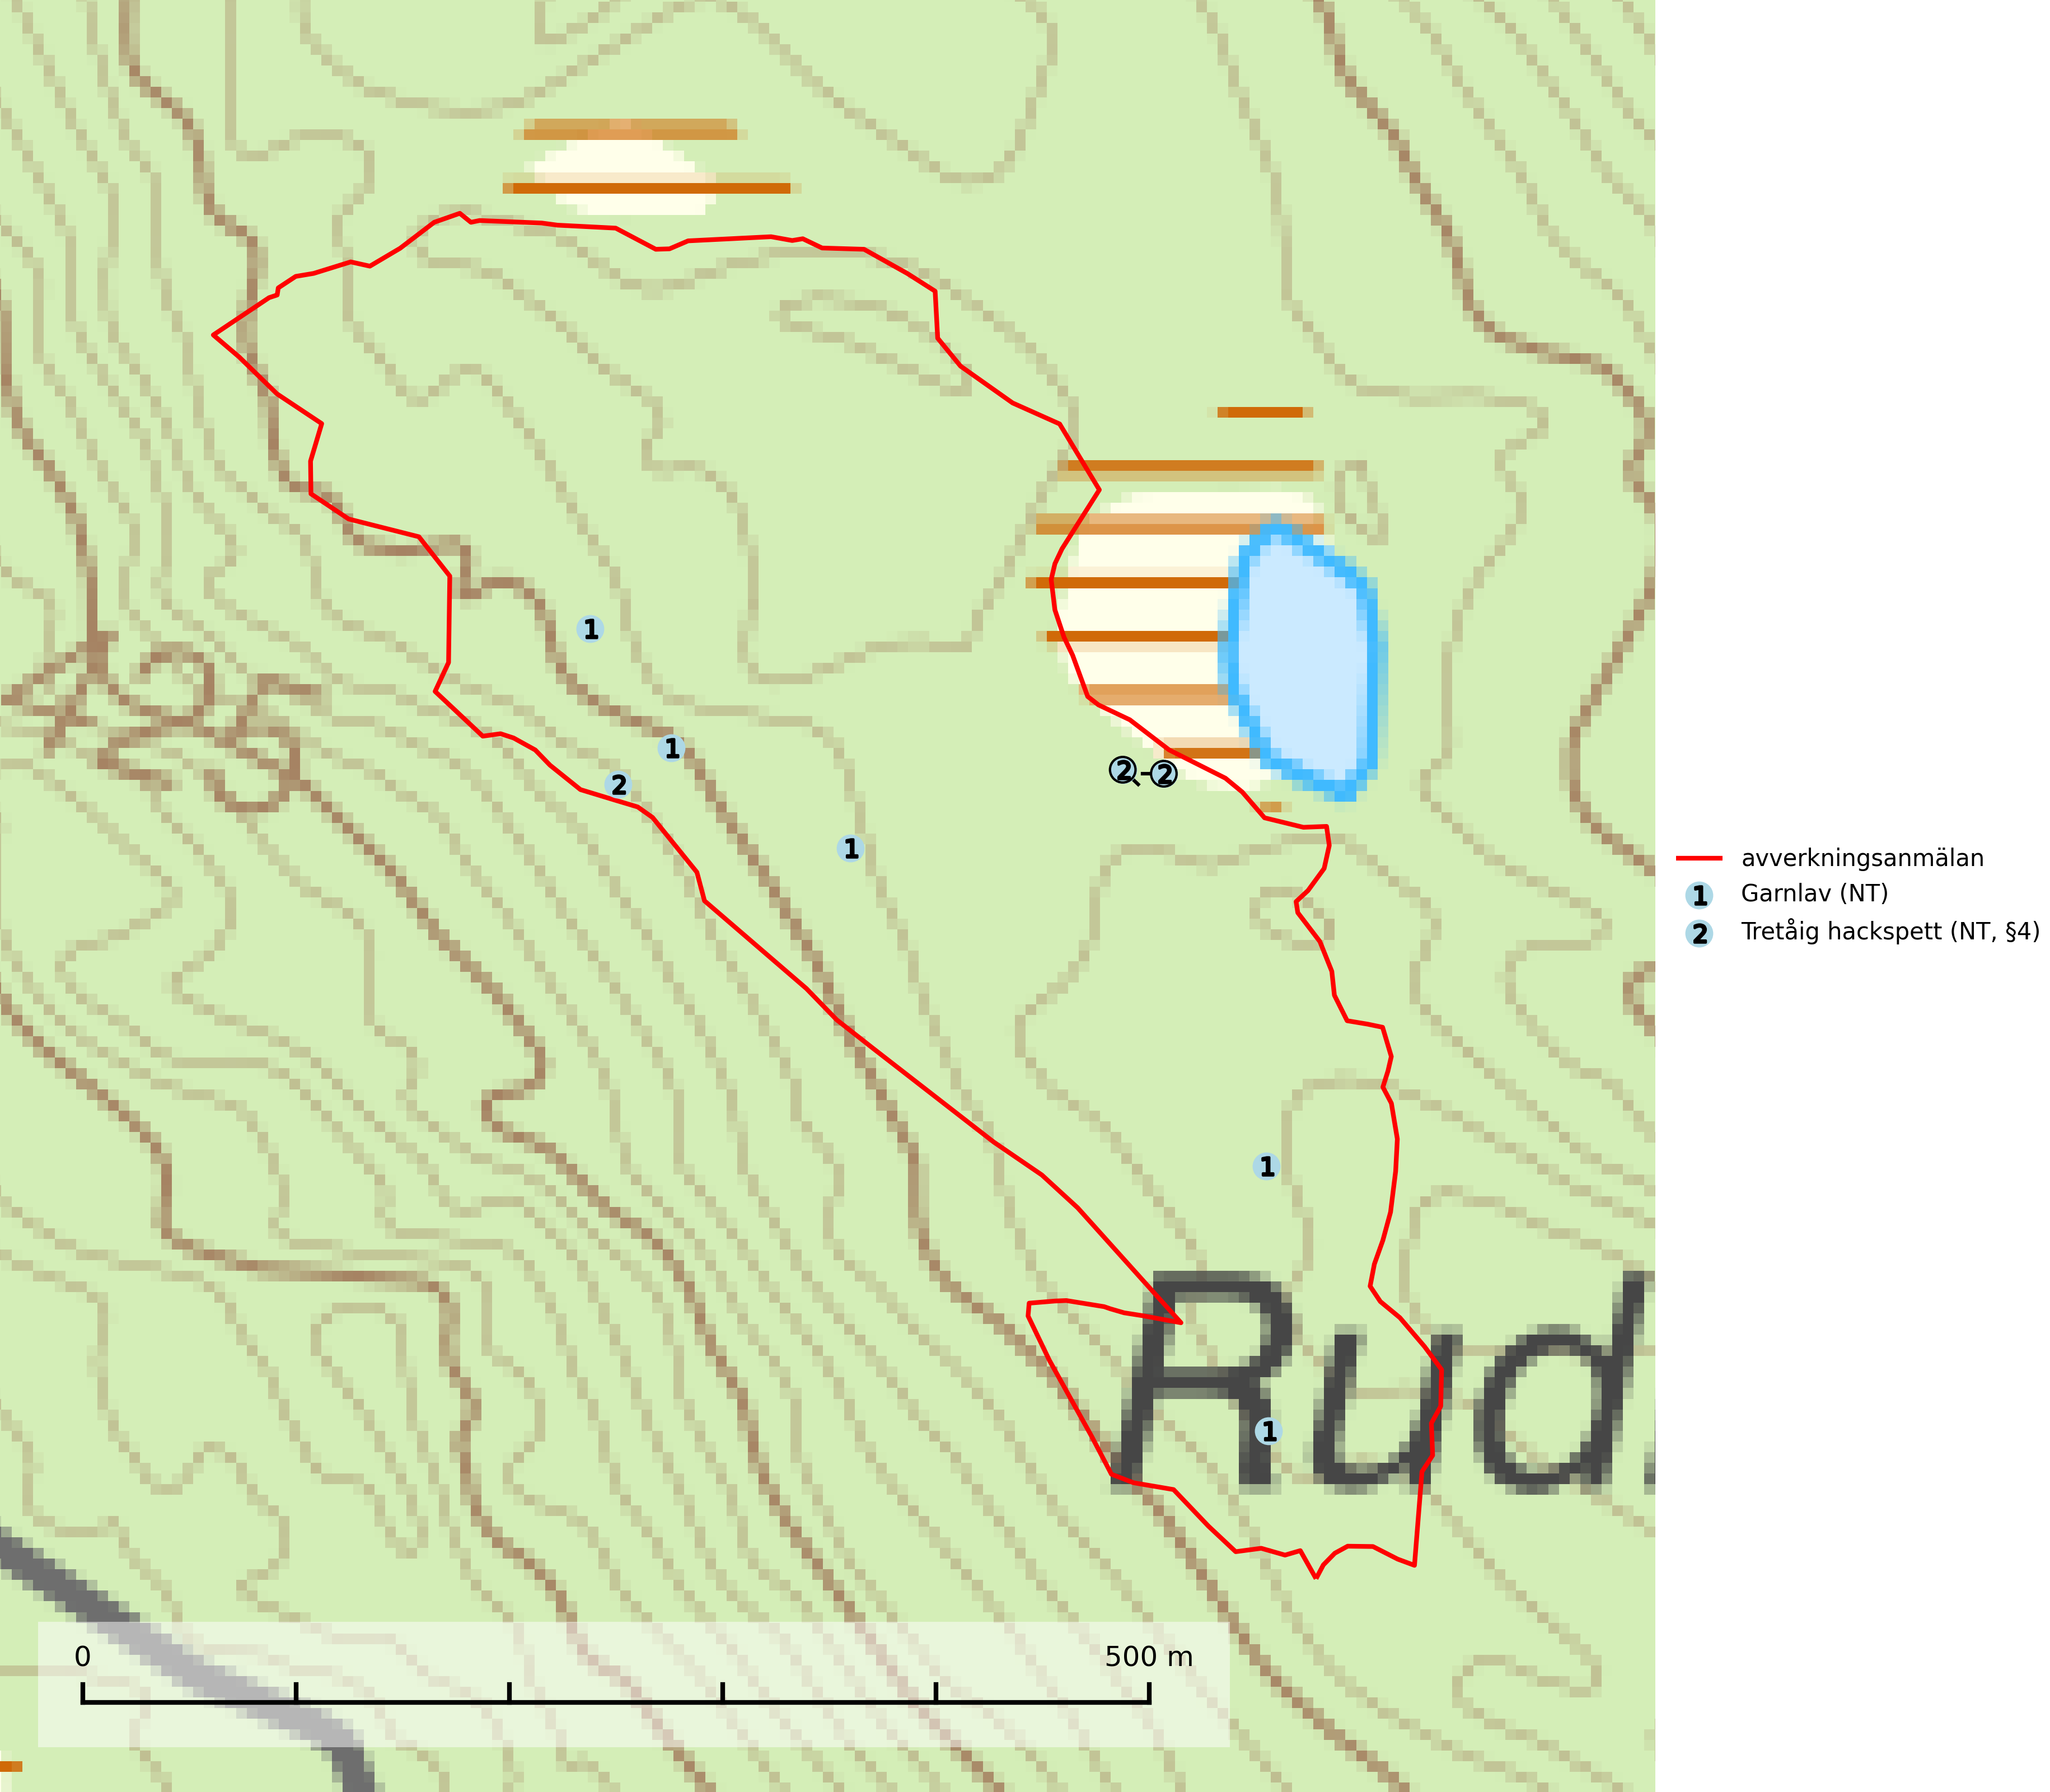 1
1
2
2-2
1
1
Rud
1
0
500 m
avverkningsanmälan
1 Garnlav (NT)
2 Tretåig hackspett (NT, §4)